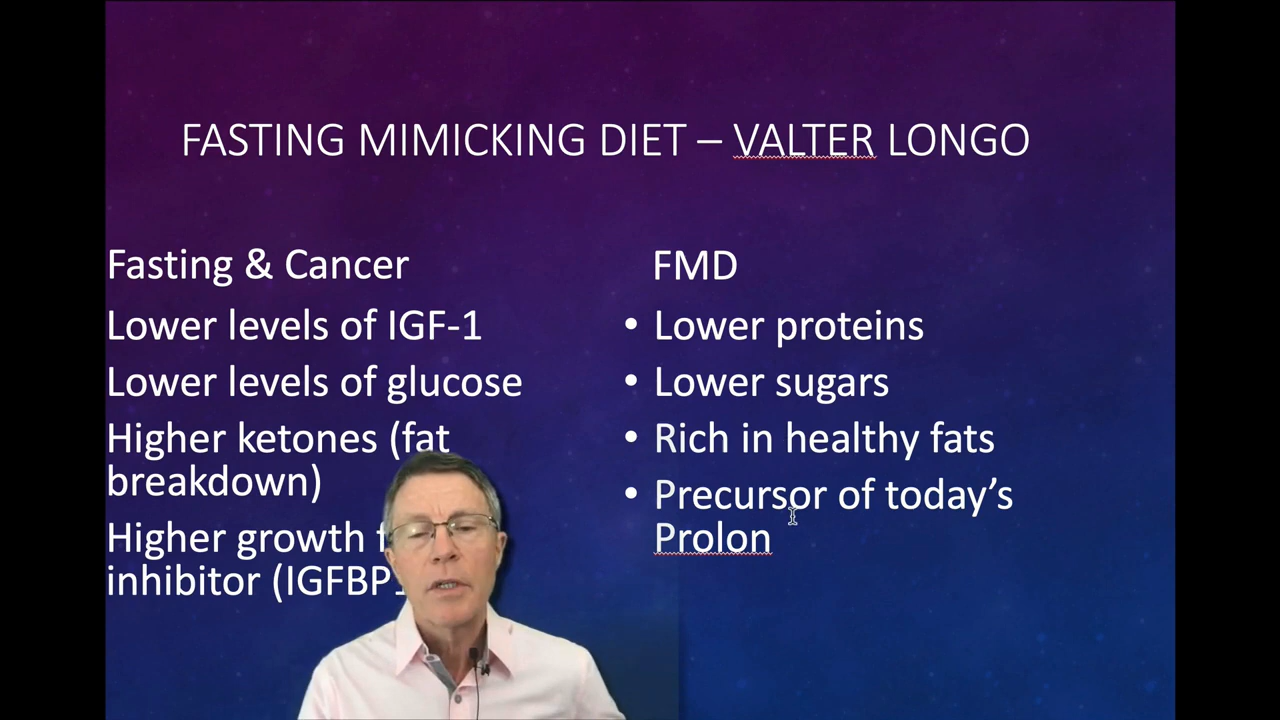 FASTING MIMICKING DIET – VALTER LONGO
Fasting & Cancer
Lower levels of IGF-1
Lower levels of glucose
Higher ketones (fat
breakdown)
Higher growth
inhibitor
FMD
• Lower proteins
• Lower sugars
• Rich in healthy fats
• Precursor of today’s
Prolon